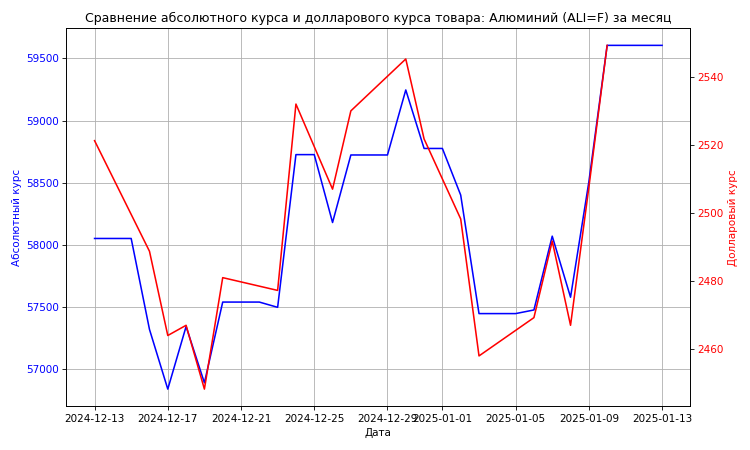 Сравнение абсолютного курса и долларового курса товара: Алюминий (ALI=F) за месяц
59500
59000
58500
58000
57500
57000
Абсолютный курс
2540
2520
2500
2480
2460
Долларовый курс
2024-12-13 2024-12-17 2024-12-21 2024-12-25 2024-12-29 2025-01-01 2025-01-05 2025-01-09 2025-01-13
Дата